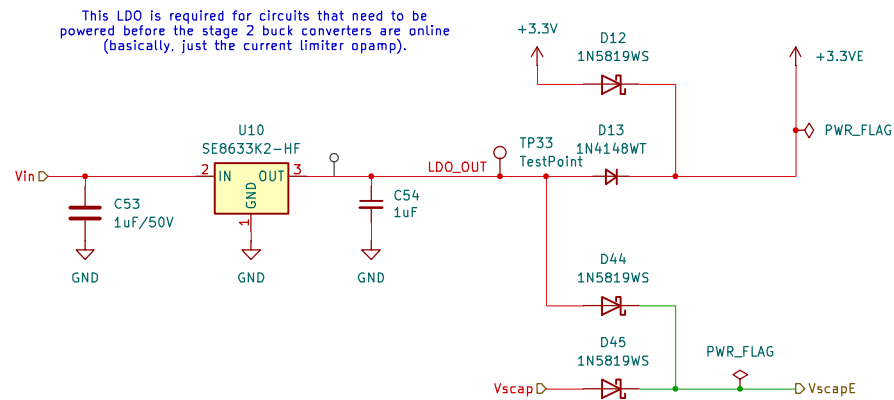 This LDO is required for circuits that need to be
powered before the stage 2 buck converters are online
(basically, just the current limiter opamp).
+3.3V
D12
1N5819WS
+3.3VE
PWR_FLAG
U10
SE8633K2-HF
TP33
TestPoint
D13
1N4148WT
Vin
2
IN
OUT
3
LDO_OUT
GND
1
C53
1uF/50V
C54
1uF
GND
GND
GND
D44
1N5819WS
D45
1N5819WS
PWR_FLAG
Vscap
VscapE